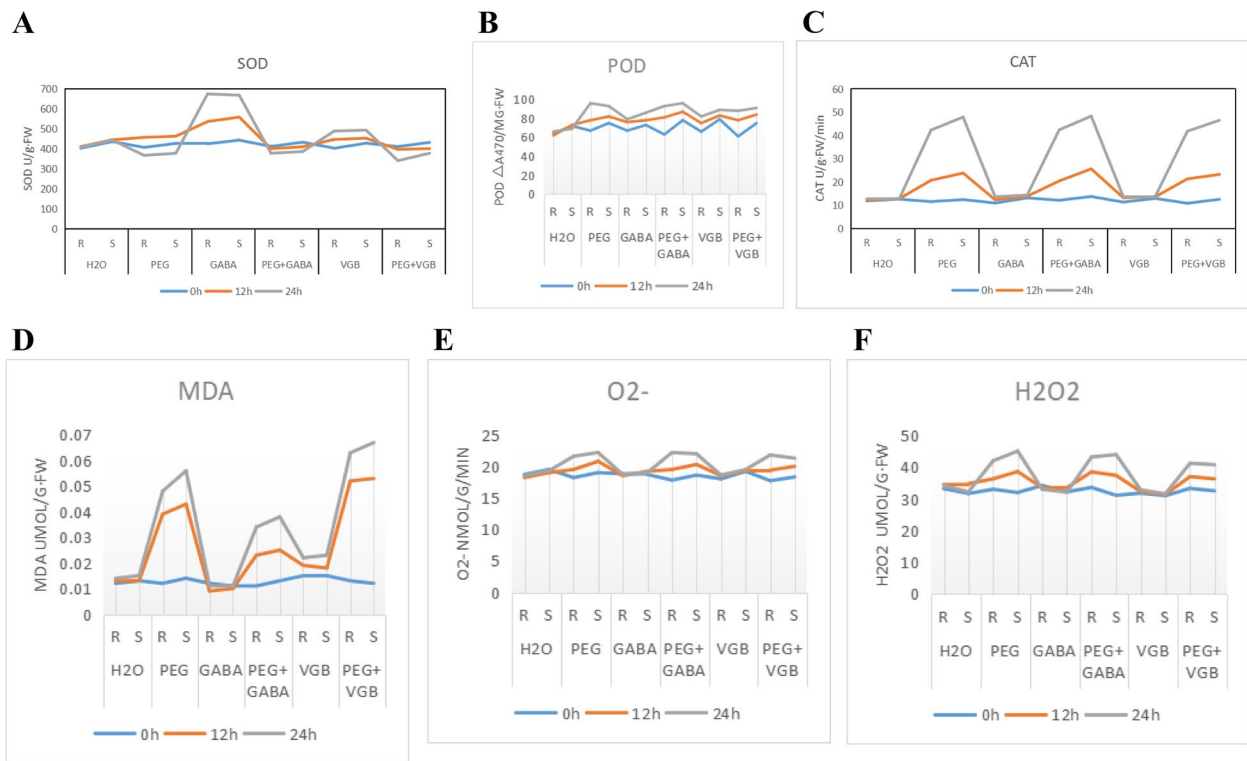 A
SOD
SOD U/g·FW
700
600
500
400
300
200
100
0
R S R S R S R S R S R S
H2O PEG GABA PEG+GABA VGB PEG+VGB
0h 12h 24h
B
POD
POD △A470/MG·FW
100
80
60
40
20
0
R S R S R S R S R S R S
H2O PEG GABA PEG+ VGB PEG+
GABA VGB
0h 12h 24h
C
CAT
CAT U/g·FW/min
60
50
40
30
20
10
0
R S R S R S R S R S R S
H2O PEG GABA PEG+GABA VGB PEG+VGB
0h 12h 24h
D
MDA
MDA UMOL/G·FW
0.07
0.06
0.05
0.04
0.03
0.02
0.01
0
R S R S R S R S R S R S
H2O PEG GABA PEG+ VGB PEG+
GABA VGB
0h 12h 24h
E
O2-
O2- NMOL/G/MIN
25
20
15
10
5
0
R S R S R S R S R S R S
H2O PEG GABA PEG+ VGB PEG+
GABA VGB
0h 12h 24h
F
H2O2
H2O2 UMOL/G·FW
50
40
30
20
10
0
R S R S R S R S R S R S
H2O PEG GABA PEG+ VGB PEG+
GABA VGB
0h 12h 24h